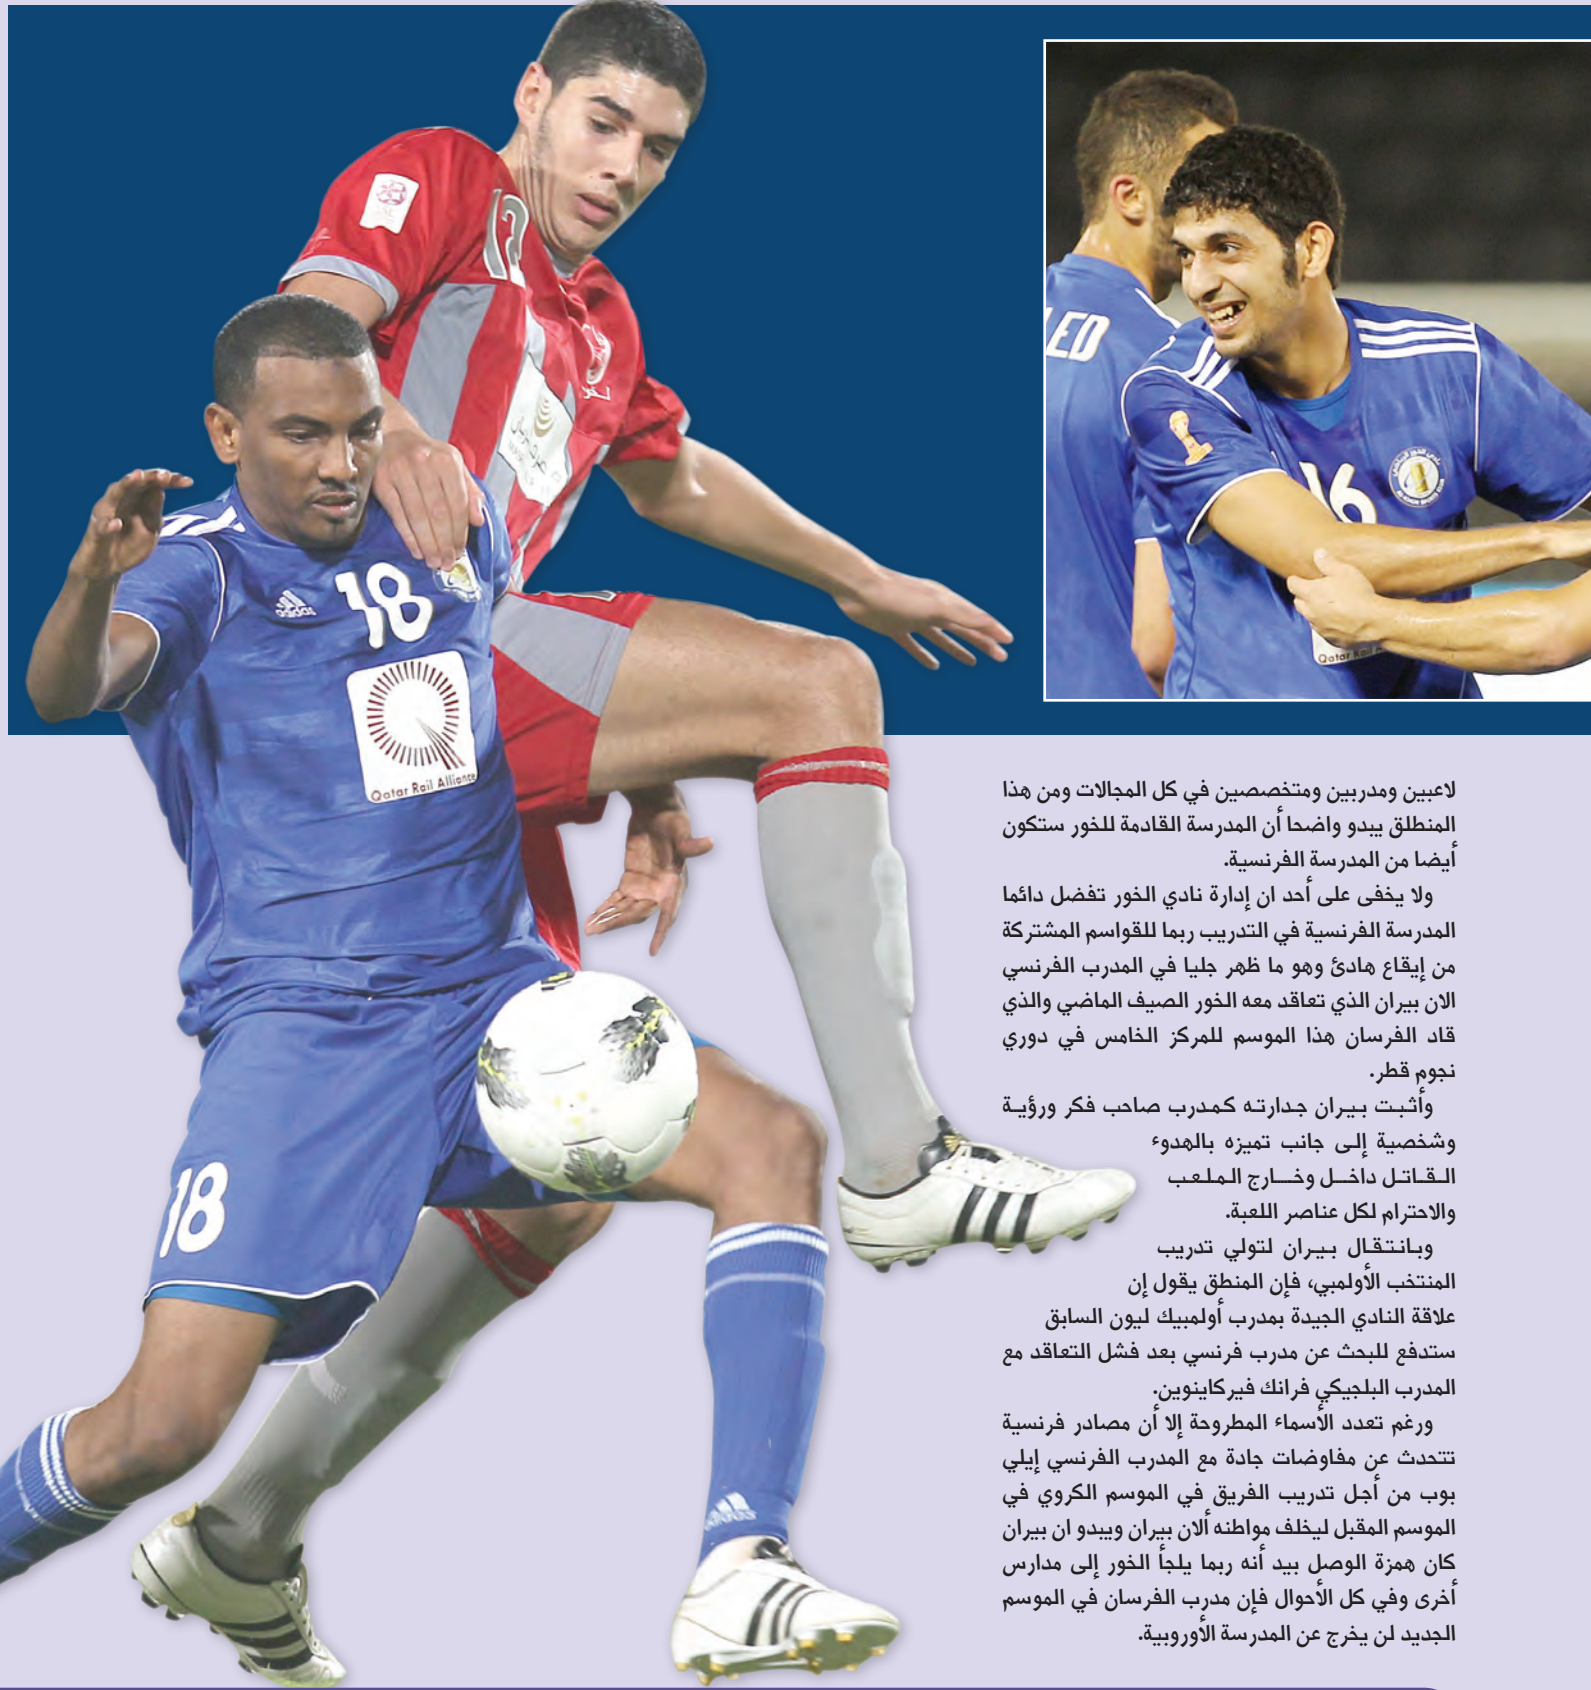 12
18
adidas
Qatar Rail Alliance
18
LED
16
Qatar Rail
لاعبين ومدربين ومتخصصين في كل المجالات ومن هذا
المنطلق يبدو واضحا أن المدرسة القادمة للخور ستكون
أيضا من المدرسة الفرنسية.
ولا يخفى على أحد ان إدارة نادي الخور تفضل دائما
المدرسة الفرنسية في التدريب ربما للقواسم المشتركة
من إيقاع هادئ وهو ما ظهر جليا في المدرب الفرنسي
الان بيران الذي تعاقد معه الخور الصيف الماضي والذي
قاد الفرسان هذا الموسم للمركز الخامس في دوري
نجوم قطر.
وأثبت بيران جدارته كمدرب صاحب فكر ورؤية
وشخصية إلى جانب تميزه بالهدوء
القاتل داخل وخارج الملعب
والاحترام لكل عناصر اللعبة.
وبانتقال بيران لتولي تدريب
المنتخب الأولمبي، فإن المنطق يقول إن
علاقة النادي الجيدة بمدرب أولمبيك ليون السابق
ستدفع للبحث عن مدرب فرنسي بعد فشل التعاقد مع
المدرب البلجيكي فرانك فيركاينوين.
ورغم تعدد الأسماء المطروحة إلا أن مصادر فرنسية
تتحدث عن مفاوضات جادة مع المدرب الفرنسي إيلي
بوب من أجل تدريب الفريق في الموسم الكروي في
الموسم المقبل ليخلف مواطنه ألان بيران ويبدو ان بيران
كان همزة الوصل بيد أنه ربما يلجأ الخور إلى مدارس
أخرى وفي كل الأحوال فإن مدرب الفرسان في الموسم
الجديد لن يخرج عن المدرسة الأوروبية.